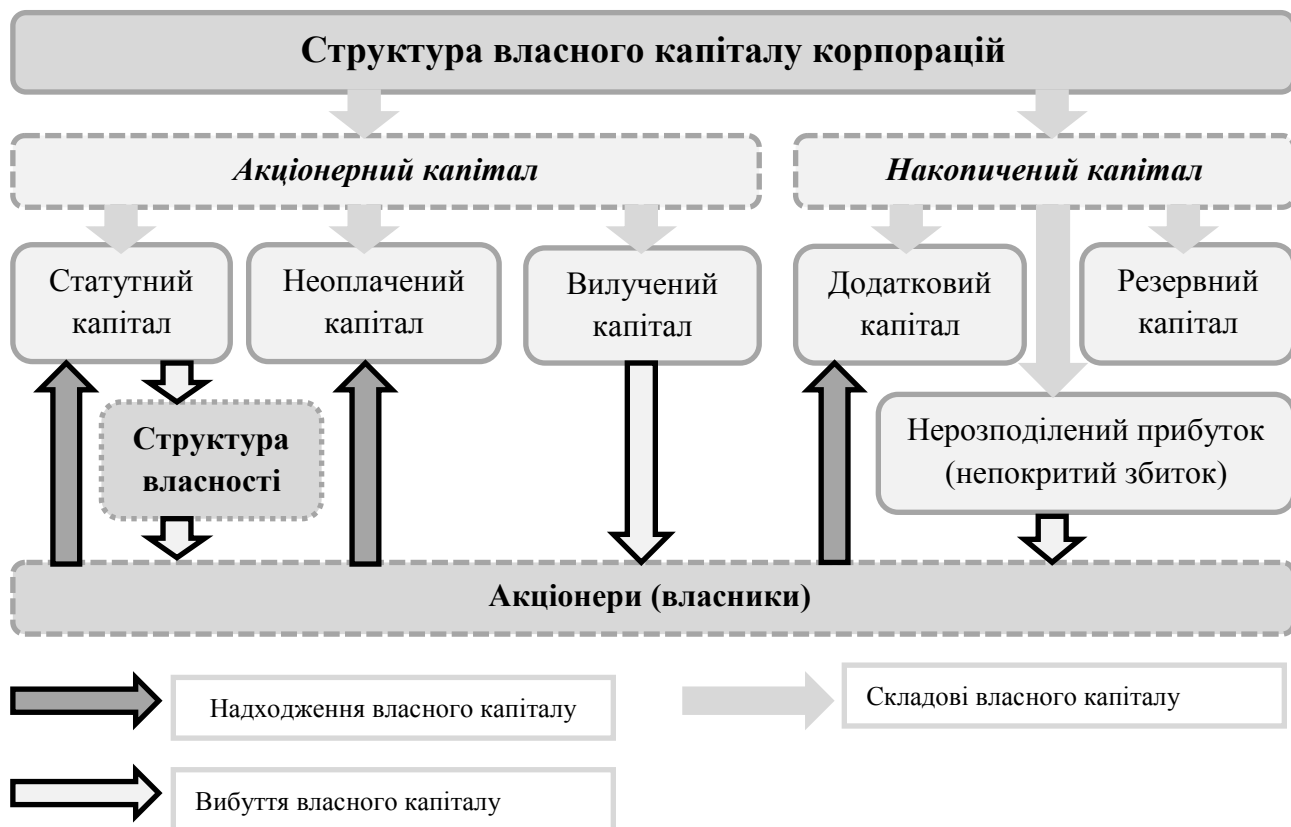 Структура власного капіталу корпорацій
Акціонерний капітал
Накопичений капітал
Статутний
капітал
Неоплачений
капітал
Вилучений
капітал
Додатковий
капітал
Резервний
капітал
Структура
власності
Нерозподілений прибуток
(непокритий збиток)
Акціонери (власники)
Надходження власного капіталу
Складові власного капіталу
Вибуття власного капіталу